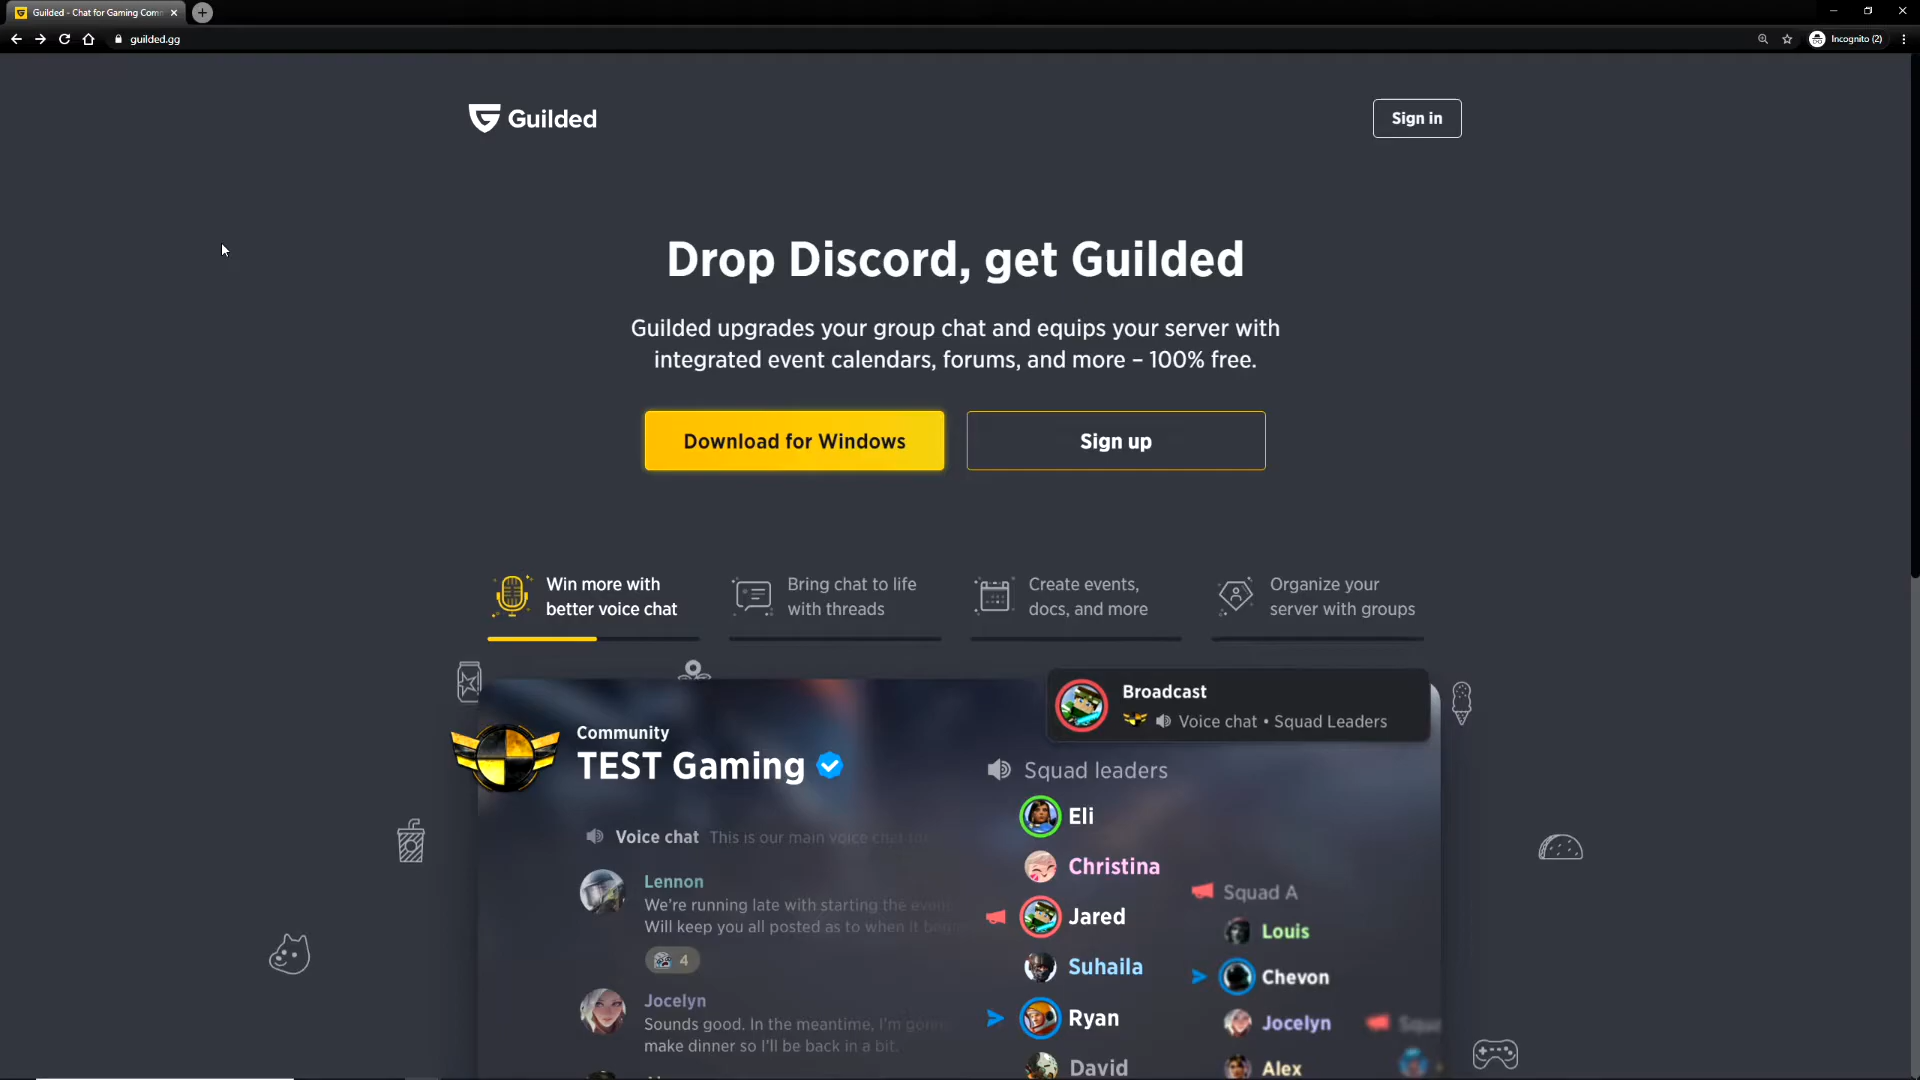 Guilded - Chat for Gaming Com
guilded.gg
Incognito (2)
Guilded
Sign in
Drop Discord, get Guilded
Guilded upgrades your group chat and equips your server with
integrated event calendars, forums, and more – 100% free.
Download for Windows
Sign up
Win more with
better voice chat
Bring chat to life
with threads
Create events,
docs, and more
Organize your
server with groups
Broadcast
Voice chat • Squad Leaders
Community
TEST Gaming
Voice chat This is our main voice chat
Lennon
We're running late with starting the
Will keep you all posted as to when it
4
Jocelyn
Sounds good. In the meantime, I'm
make dinner so I'll be back in a bit.
Squad leaders
Eli
Christina
Jared
Suhaila
Ryan
David
Squad A
Louis
Chevon
Jocelyn
Alex